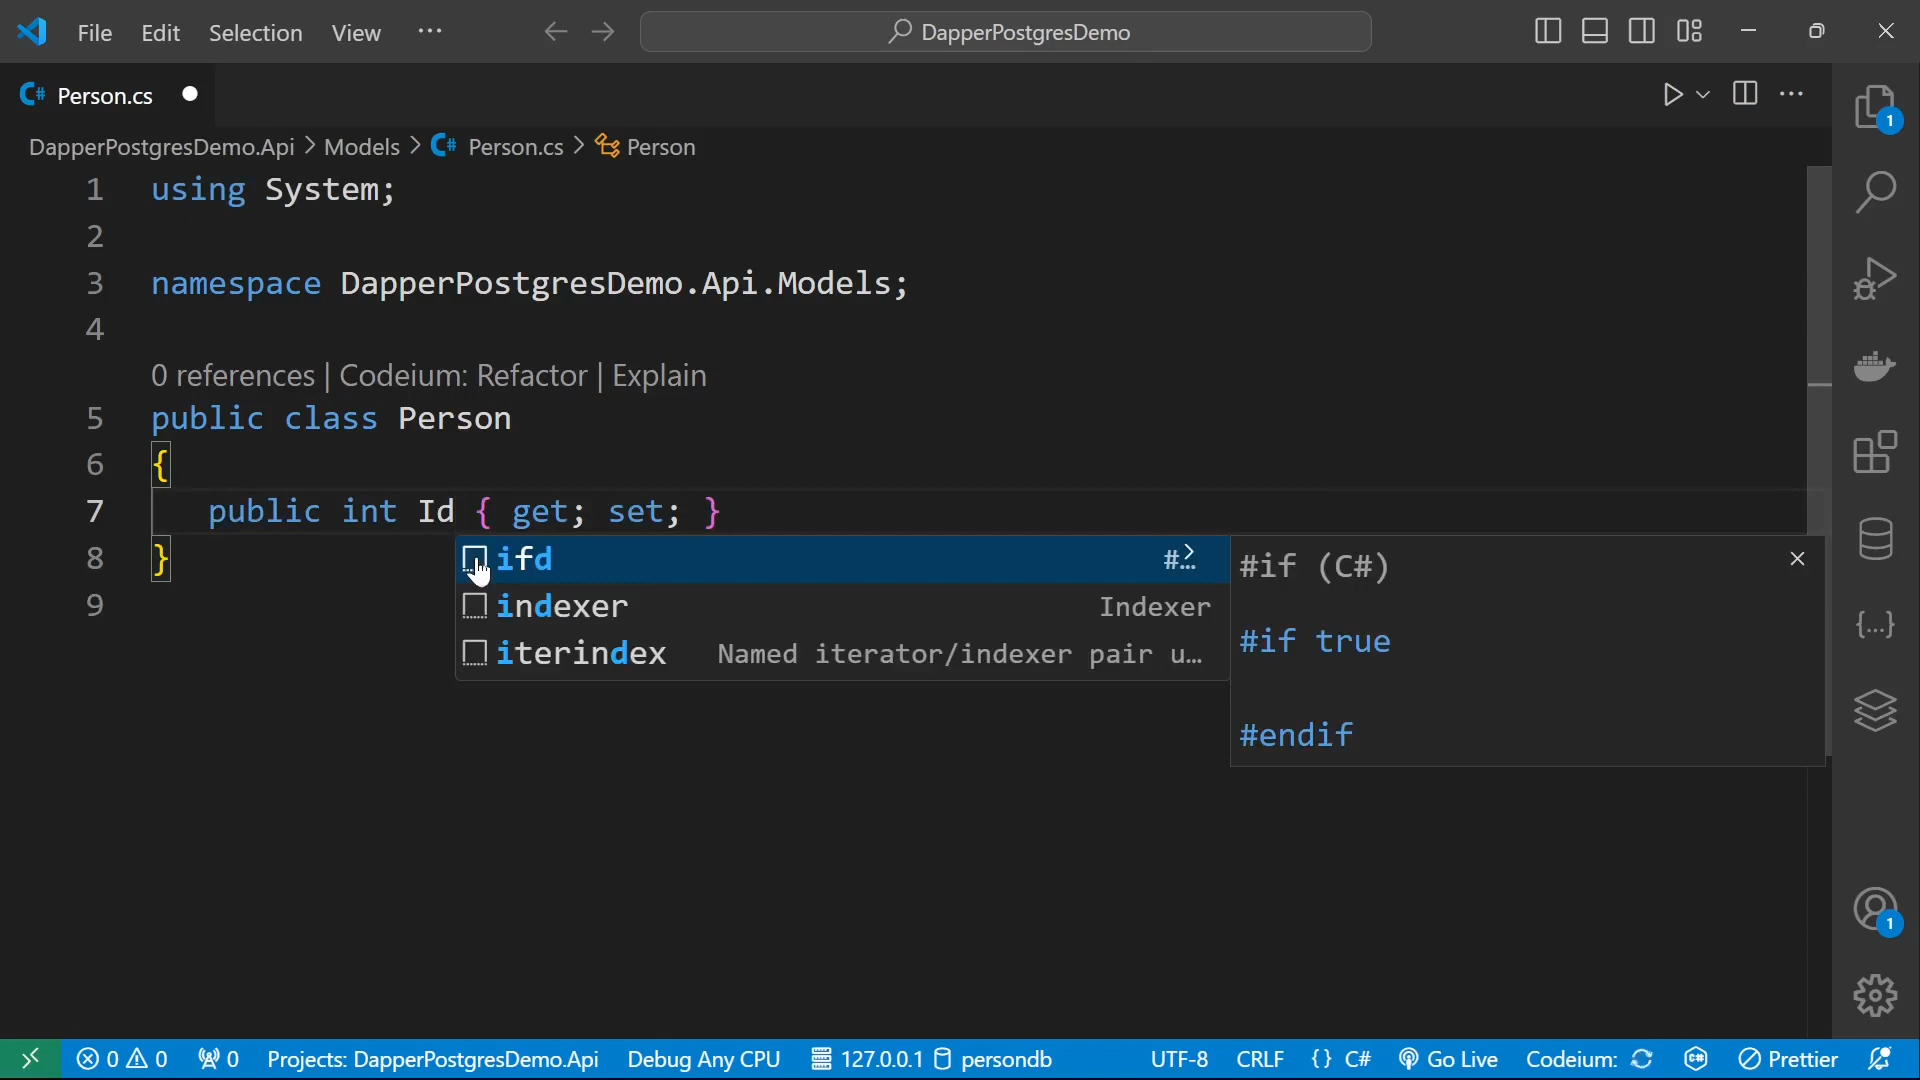 File Edit Selection View ··· DapperPostgresDemo
C# Person.cs
DapperPostgresDemo.Api > Models > C# Person.cs > Person
1 using System;
2
3 namespace DapperPostgresDemo.Api.Models;
4
0 references | Codeium: Refactor | Explain
5 public class Person
6 {
7 public int Id { get; set; }
8 }
9
ifd #...
indexer Indexer
iterindex Named iterator/indexer pair u...
#if (C#)
#if true
#endif
1
{...}
1
0 0 0 Projects: DapperPostgresDemo.Api Debug Any CPU 127.0.0.1 persondb UTF-8 CRLF {} C# Go Live Codeium: Prettier